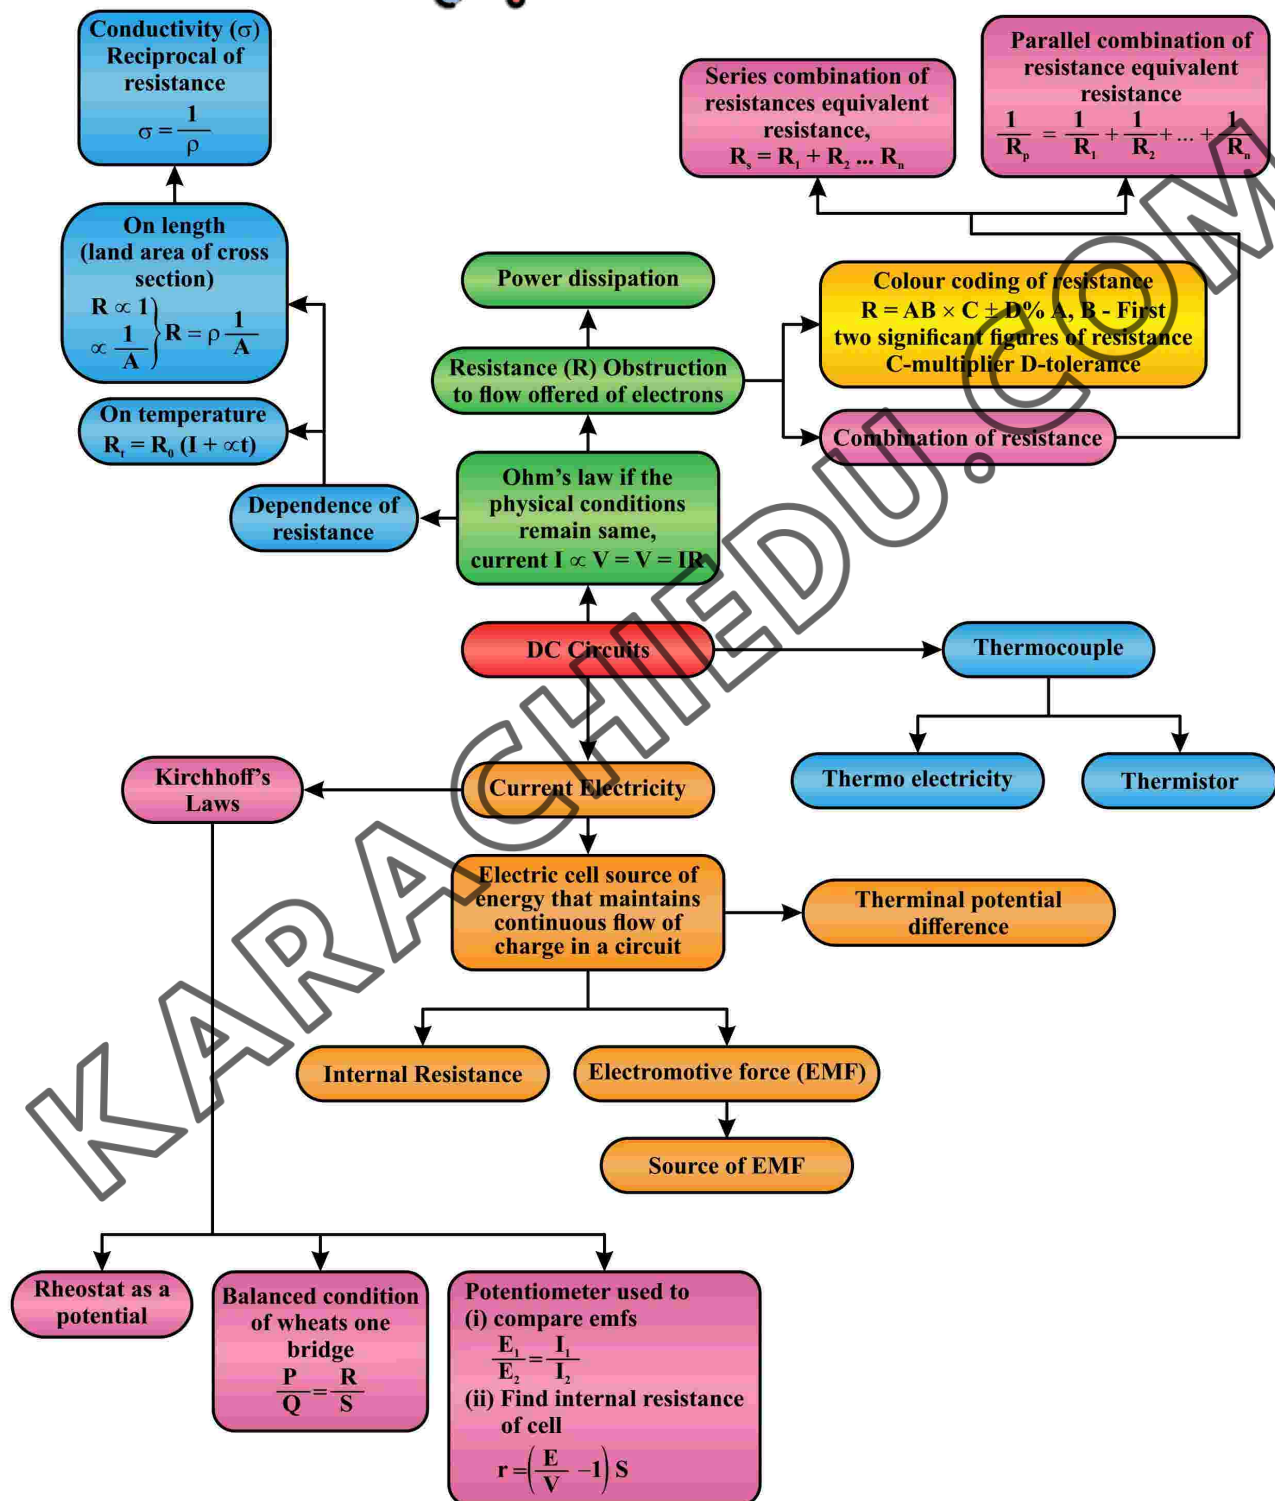 Conductivity (σ)
Reciprocal of
resistance
σ = 1/ρ
Series combination of
resistances equivalent
resistance,
Rs = R1 + R2 ... Rn
Parallel combination of
resistance equivalent
resistance
1/Rp = 1/R1 + 1/R2 + ... + 1/Rn
On length
(land area of cross
section)
R ∝ 1
∝ 1/A } R = ρ 1/A
Power dissipation
Colour coding of resistance
R = AB × C ± D% A, B - First
two significant figures of resistance
C-multiplier D-tolerance
Resistance (R) Obstruction
to flow offered of electrons
On temperature
Rt = R0 (I + ∝t)
Combination of resistance
Dependence of
resistance
Ohm's law if the
physical conditions
remain same,
current I ∝ V = V = IR
DC Circuits
Thermocouple
Thermo electricity
Thermistor
Kirchhoff's
Laws
Current Electricity
Electric cell source of
energy that maintains
continuous flow of
charge in a circuit
Therminal potential
difference
Internal Resistance
Electromotive force (EMF)
Source of EMF
Rheostat as a
potential
Balanced condition
of wheats one
bridge
P/Q = R/S
Potentiometer used to
(i) compare emfs
E1/E2 = I1/I2
(ii) Find internal resistance
of cell
r = (E/V –1) S
KARACHIEDU.COM